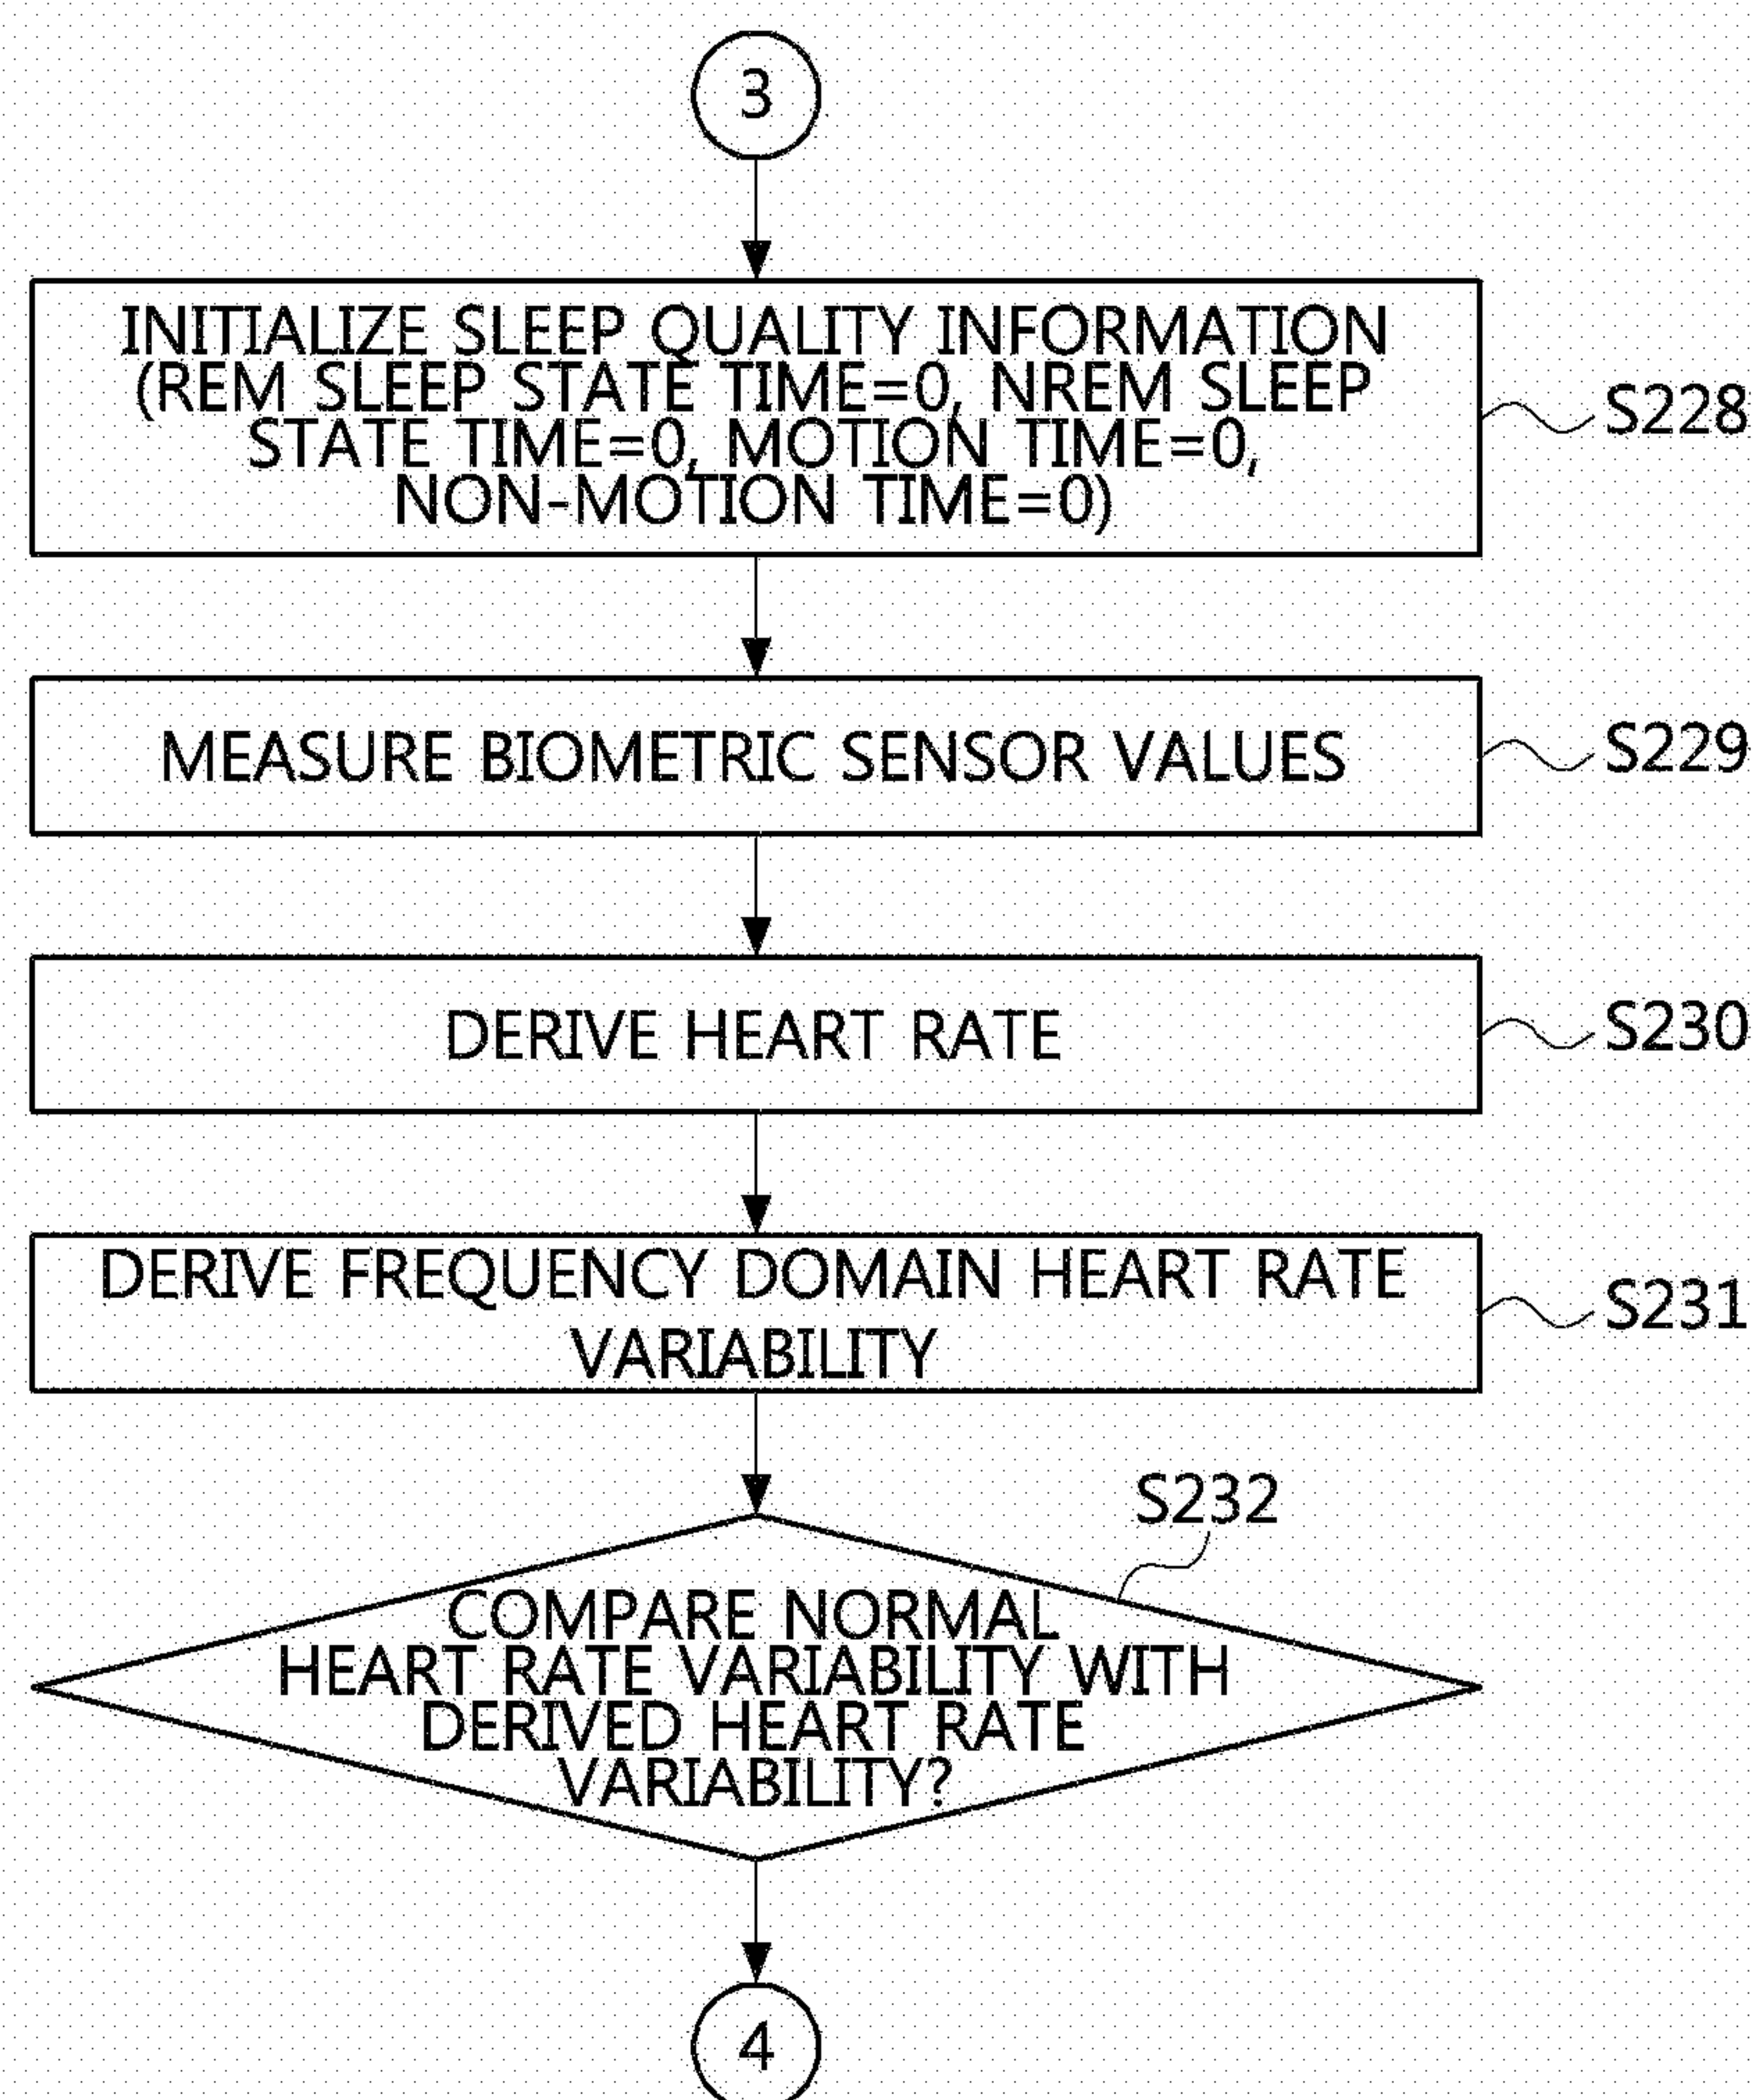 3
INITIALIZE SLEEP QUALITY INFORMATION
(REM SLEEP STATE TIME=0, NREM SLEEP
STATE TIME=0, MOTION TIME=0,
NON-MOTION TIME=0)
S228
MEASURE BIOMETRIC SENSOR VALUES
S229
DERIVE HEART RATE
S230
DERIVE FREQUENCY DOMAIN HEART RATE
VARIABILITY
S231
S232
COMPARE NORMAL
HEART RATE VARIABILITY WITH
DERIVED HEART RATE
VARIABILITY?
4